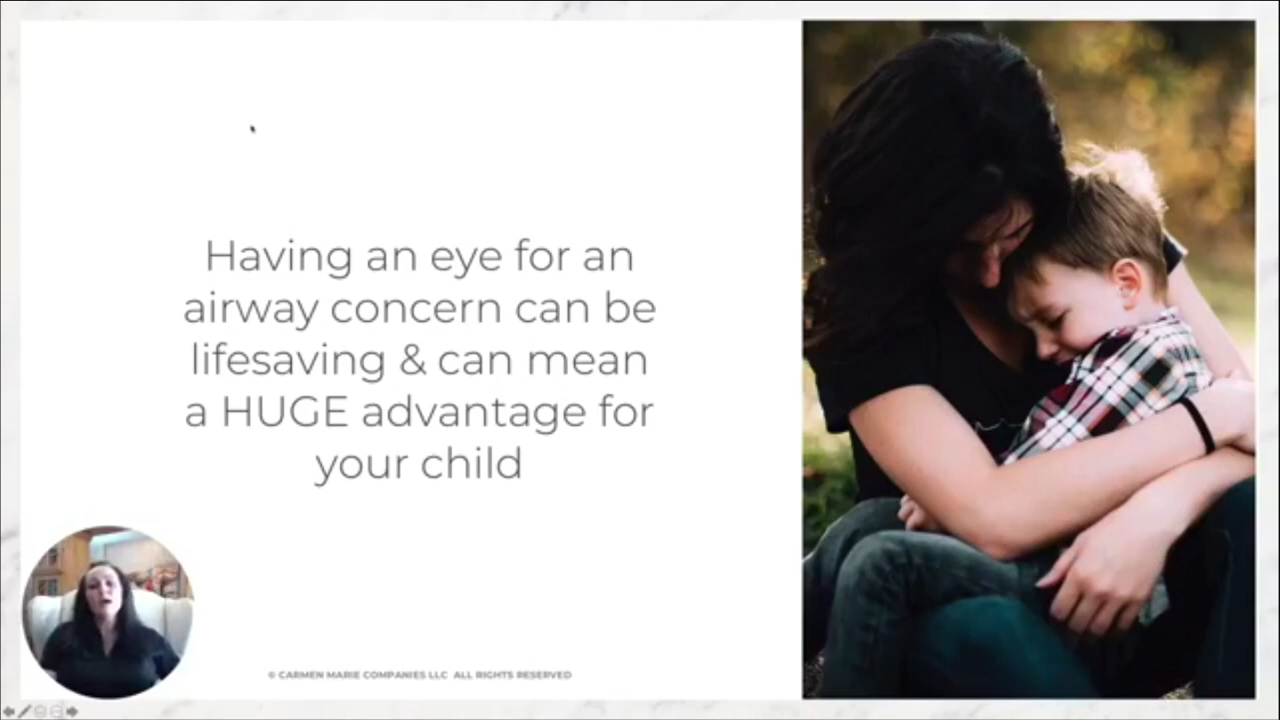 Having an eye for an
airway concern can be
lifesaving & can mean
a HUGE advantage for
your child
© CARMEN MARIE COMPANIES LLC ALL RIGHTS RESERVED